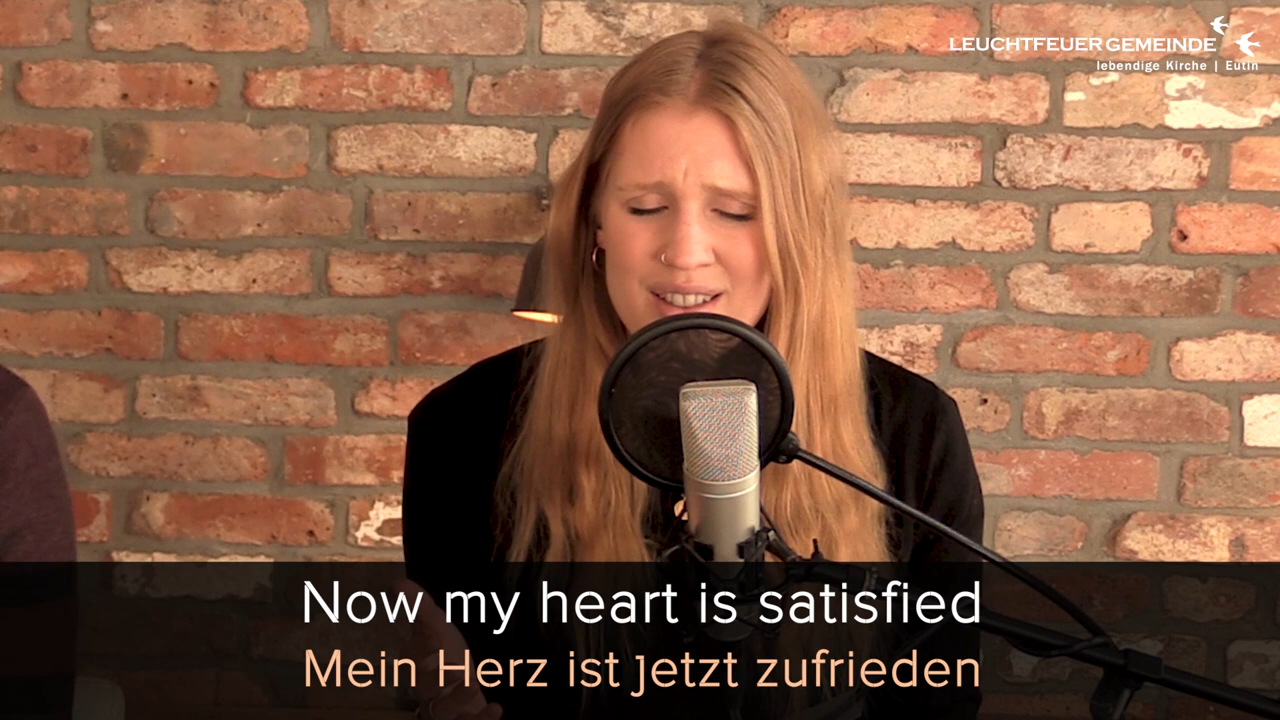 LEUCHTFEUER GEMEINDE
lebendige Kirche | Eutin
Now my heart is satisfied
Mein Herz ist jetzt zufrieden